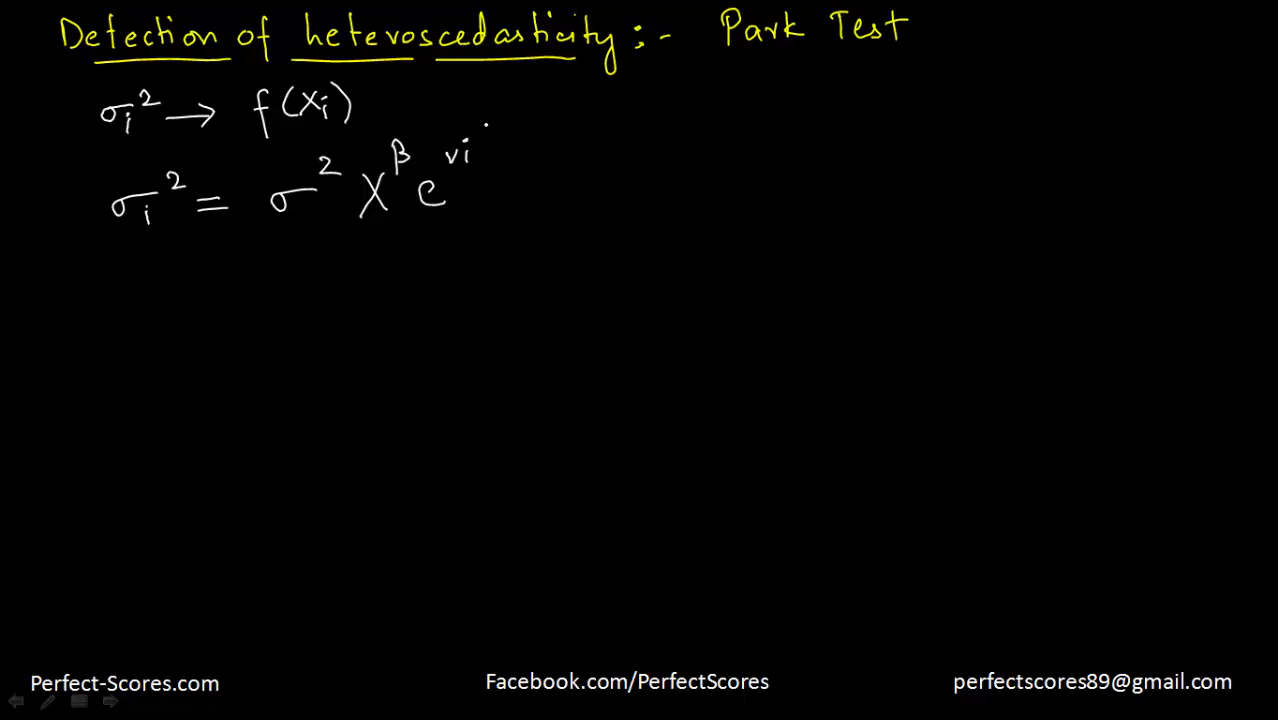 Detection of heteroscedasticity :- Park Test
σi² → f(Xi)
σi² = σ² X^β e^vi
Perfect-Scores.com
Facebook.com/PerfectScores
perfectscores89@gmail.com